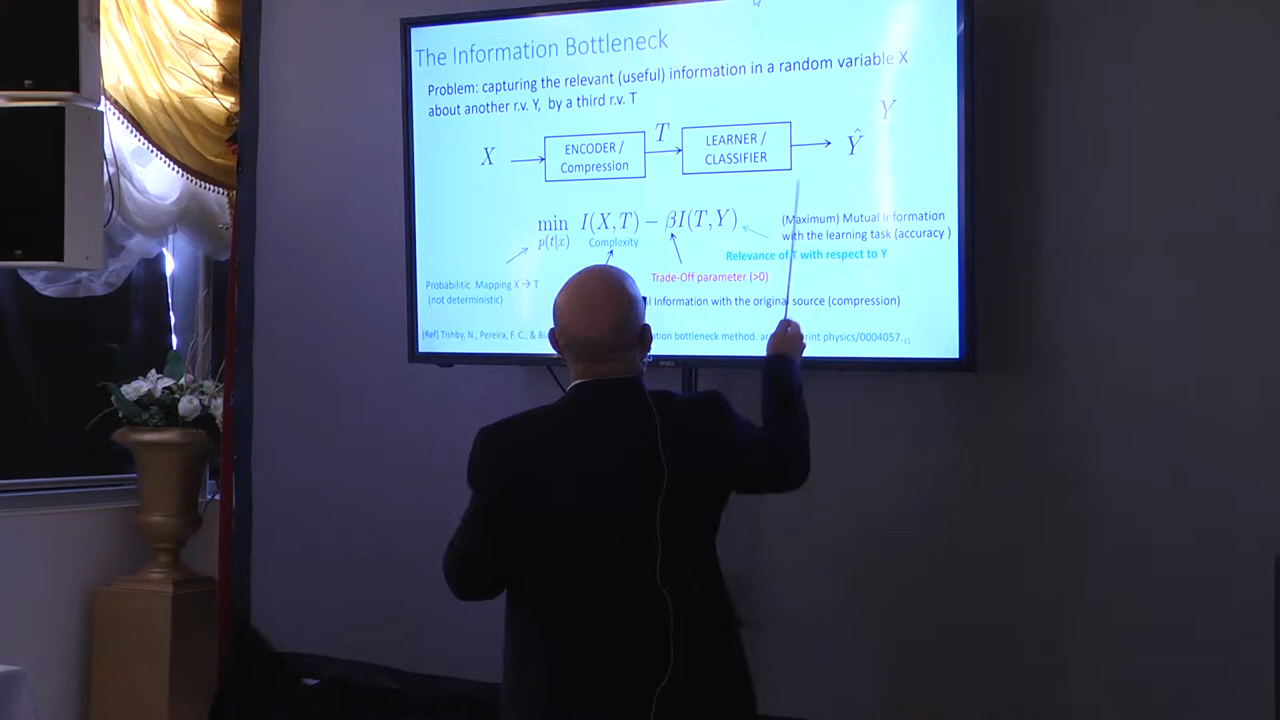 The Information Bottleneck
Problem: capturing the relevant (useful) information in a random variable X
about another r.v. Y, by a third r.v. T
Y
X
ENCODER /
Compression
T
LEARNER /
CLASSIFIER
Ŷ
min I(X,T) − βI(T,Y)
p(t|x)
Complexity
(Maximum) Mutual Information
with the learning task (accuracy )
Relevance of T with respect to Y
Trade-Off parameter (>0)
Probabilitic Mapping X → T
(not deterministic)
Information with the original source (compression)
[Ref] Tishby, N., Pereira, F. C., & bottleneck method. physics/0004057.
15